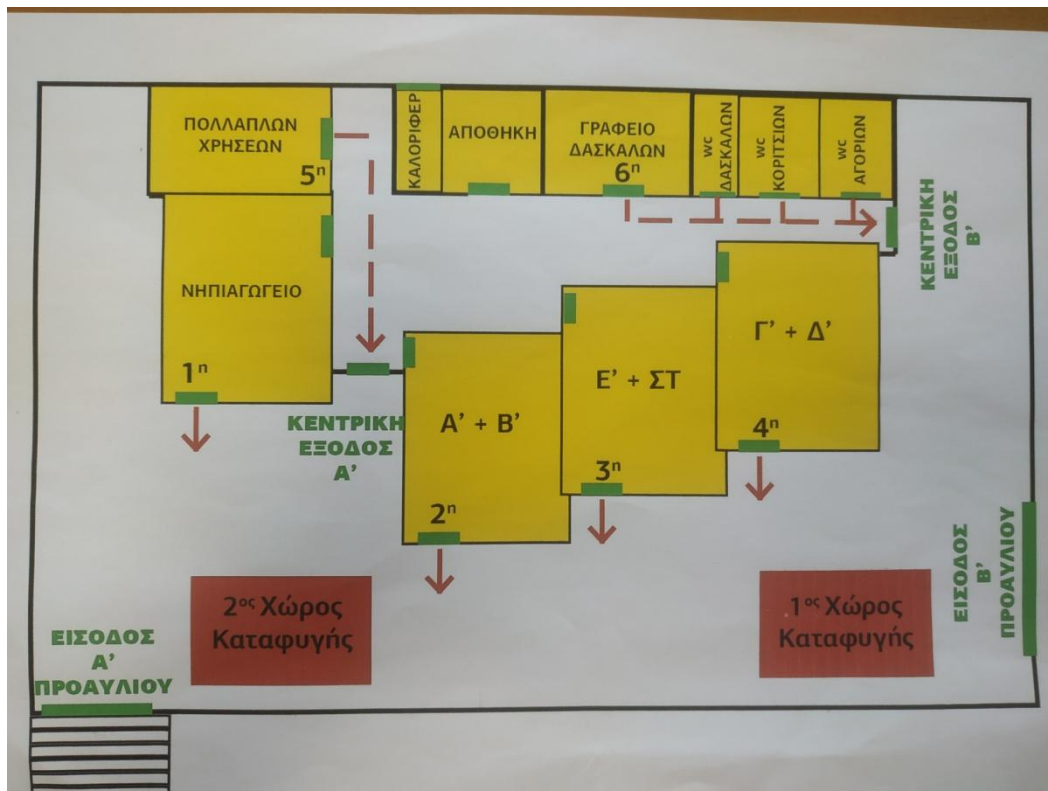 ΠΟΛΛΑΠΛΩΝ
ΧΡΗΣΕΩΝ
5η
ΚΑΛΟΡΙΦΕΡ
ΑΠΟΘΗΚΗ
ΓΡΑΦΕΙΟ
ΔΑΣΚΑΛΩΝ
6η
wc
ΔΑΣΚΑΛΩΝ
wc
ΚΟΡΙΤΣΙΩΝ
wc
ΑΓΟΡΙΩΝ
ΚΕΝΤΡΙΚΗ
ΕΞΟΔΟΣ
Β'
ΝΗΠΙΑΓΩΓΕΙΟ
1η
ΚΕΝΤΡΙΚΗ
ΕΞΟΔΟΣ
Α'
Α' + Β'
2η
Ε' + ΣΤ
3η
Γ' + Δ'
4η
2ος Χώρος
Καταφυγής
1ος Χώρος
Καταφυγής
ΕΙΣΟΔΟΣ
Β'
ΠΡΟΑΥΛΙΟΥ
ΕΙΣΟΔΟΣ
Α'
ΠΡΟΑΥΛΙΟΥ